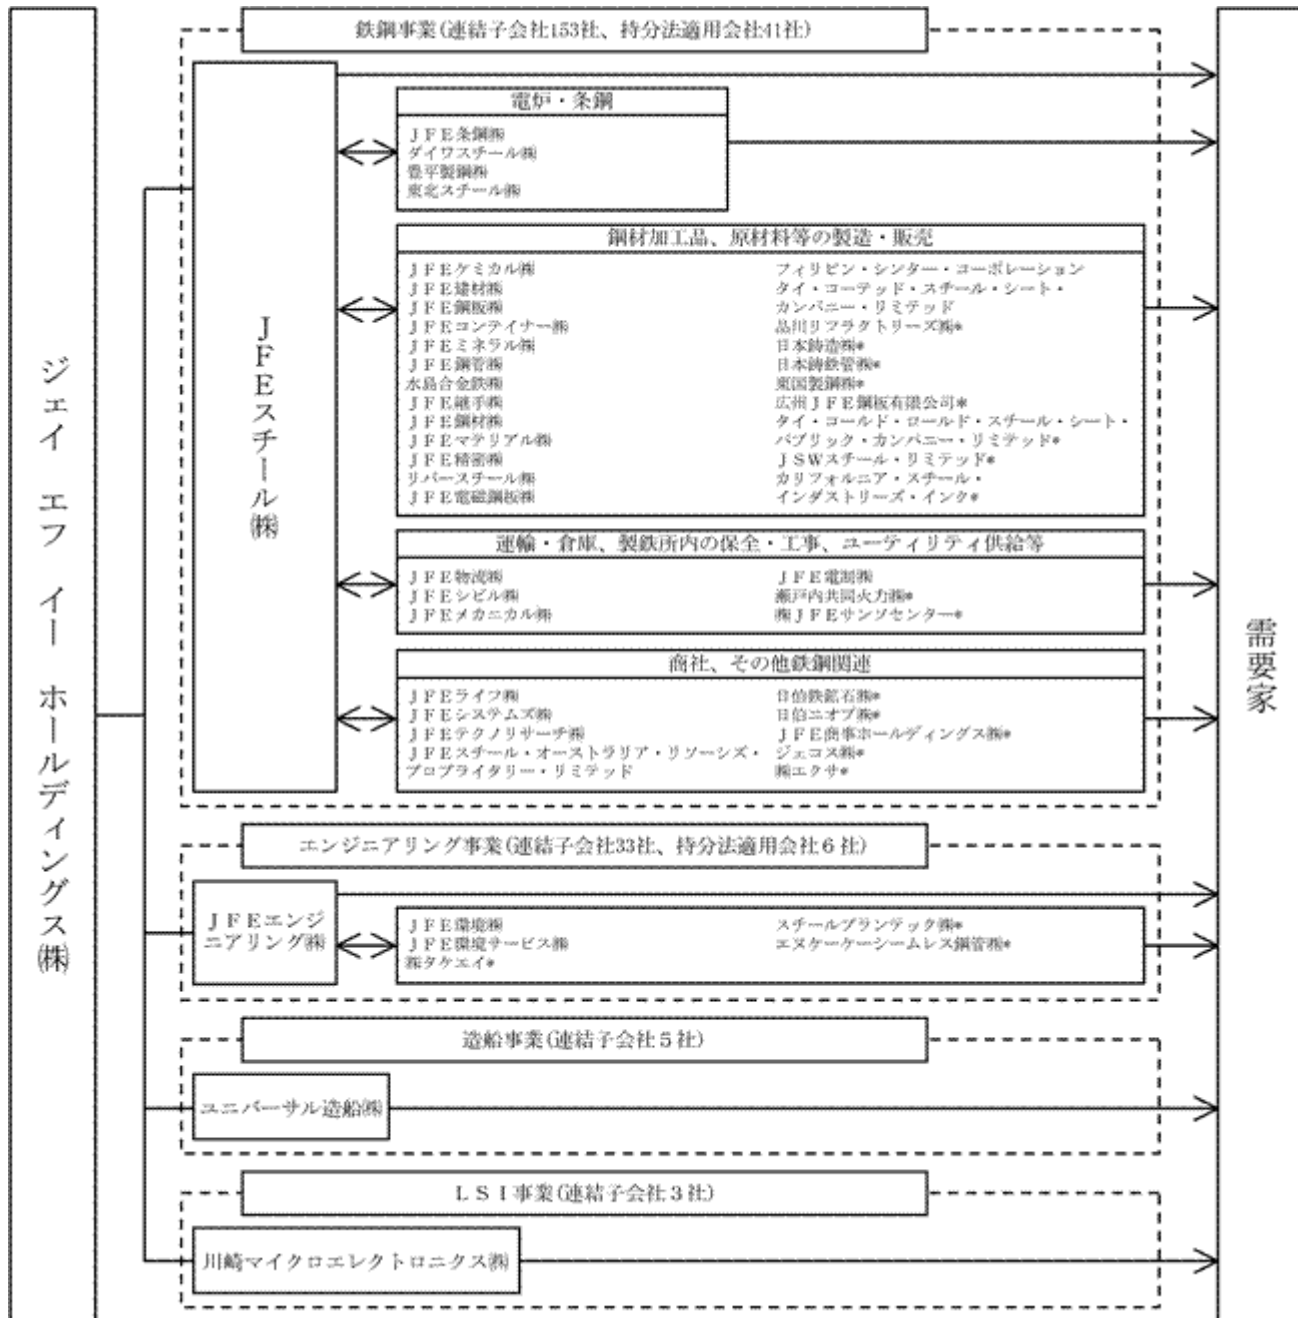 ジェイ エフ イー ホールディングス㈱
鉄鋼事業(連結子会社153社、持分法適用会社41社)
JFEスチール㈱
電炉・条鋼
JFE条鋼㈱
ダイワスチール㈱
豊平製鋼㈱
東北スチール㈱
鋼材加工品、原材料等の製造・販売
JFEケミカル㈱
JFE建材㈱
JFE鋼板㈱
JFEコンテイナー㈱
JFEミネラル㈱
JFE鋼管㈱
水島合金鉄㈱
JFE継手㈱
JFE鋼材㈱
JFEマテリアル㈱
JFE精密㈱
リバースチール㈱
JFE電磁鋼板㈱
フィリピン・シンター・コーポレーション
タイ・コーテッド・スチール・シート・
カンパニー・リミテッド
品川リフラクトリーズ㈱*
日本鋳造㈱*
日本鋳鉄管㈱*
東国製鋼㈱*
広州JFE鋼板有限公司*
タイ・コールド・ロールド・スチール・シート・
パブリック・カンパニー・リミテッド*
JSWスチール・リミテッド*
カリフォルニア・スチール・
インダストリーズ・インク*
運輸・倉庫、製鉄所内の保全・工事、ユーティリティ供給等
JFE物流㈱
JFEシビル㈱
JFEメカニカル㈱
JFE電制㈱
瀬戸内共同火力㈱*
㈱JFEサンソセンター*
商社、その他鉄鋼関連
JFEライフ㈱
JFEシステムズ㈱
JFEテクノリサーチ㈱
JFEスチール・オーストラリア・リソーシズ・
プロプライタリー・リミテッド
日伯鉄鉱石㈱*
日伯ニオブ㈱*
JFE商事ホールディングス㈱*
ジェコス㈱*
㈱エクサ*
エンジニアリング事業(連結子会社33社、持分法適用会社6社)
JFEエンジ
ニアリング㈱
JFE環境㈱
JFE環境サービス㈱
㈱タケエイ*
スチールプランテック㈱*
エヌケーケーシームレス鋼管㈱*
造船事業(連結子会社5社)
ユニバーサル造船㈱
LSI事業(連結子会社3社)
川崎マイクロエレクトロニクス㈱
需要家